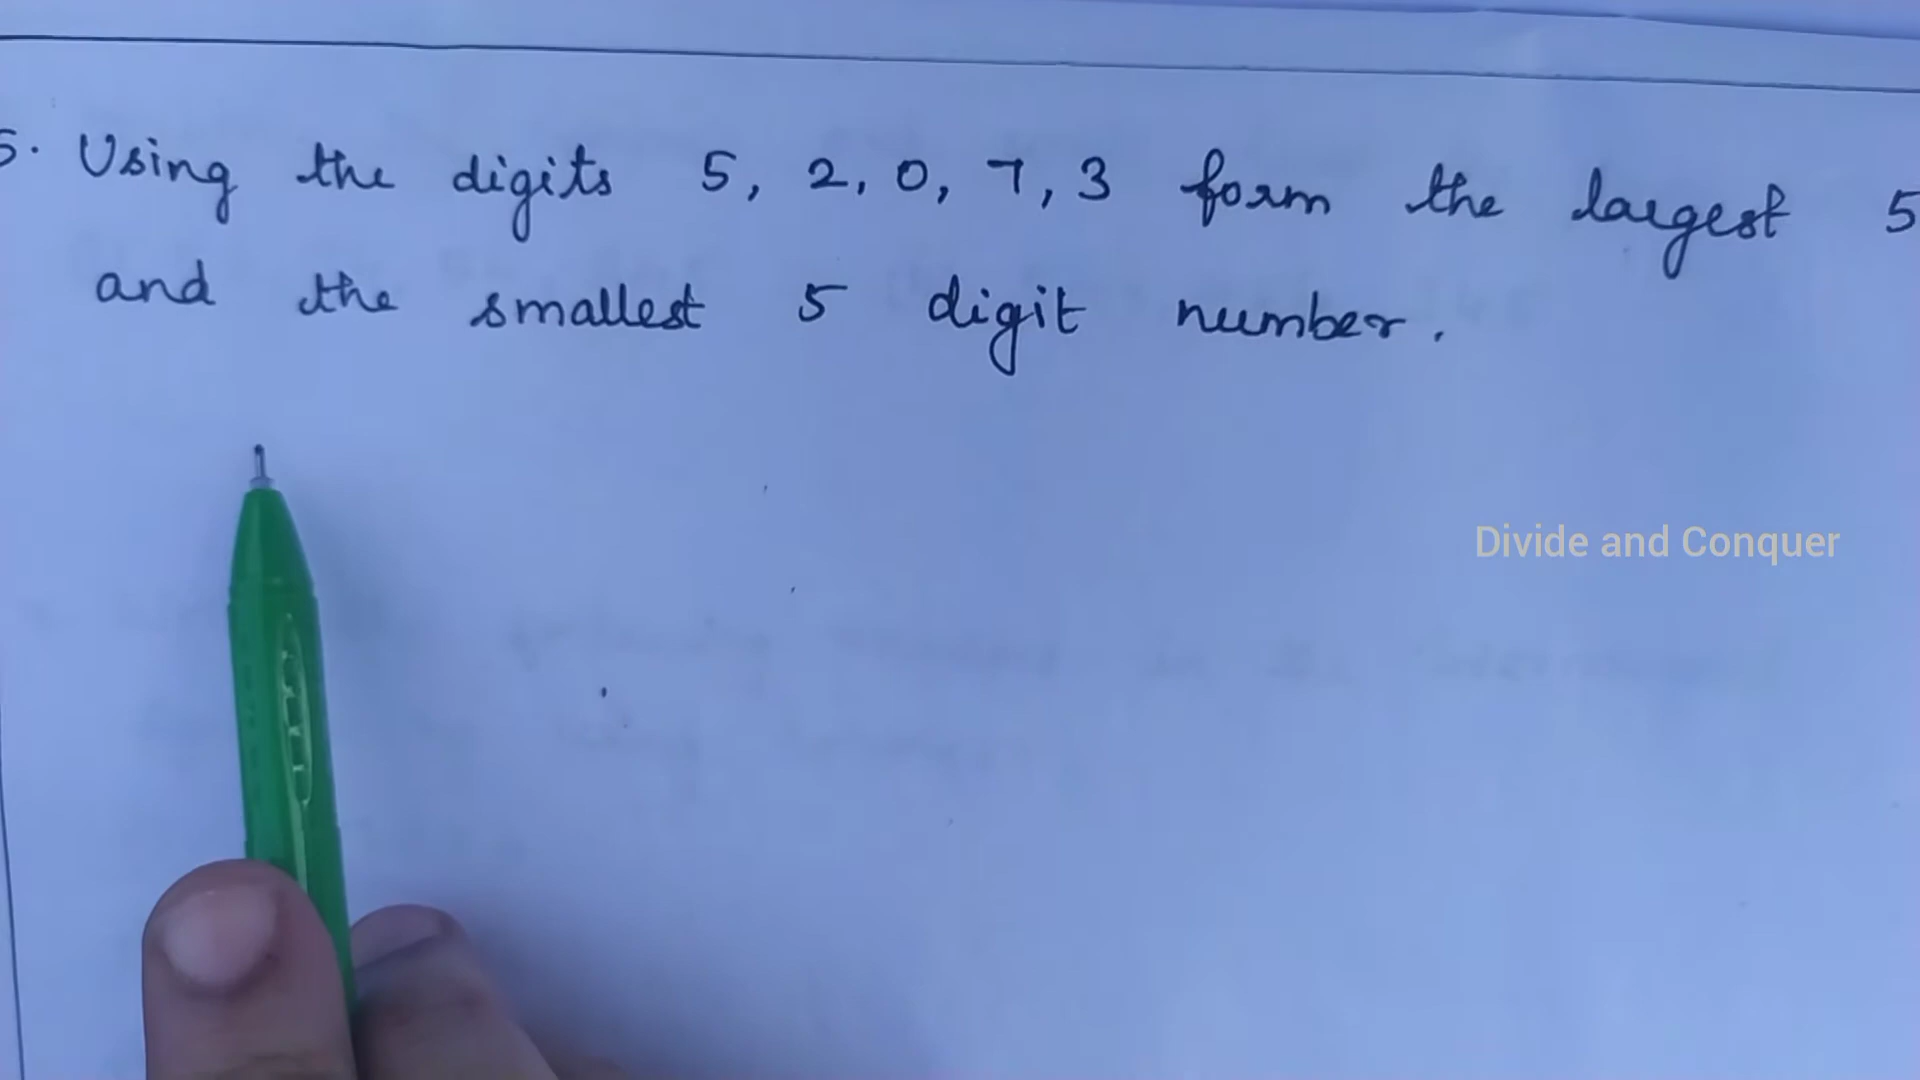 5. Using the digits 5, 2, 0, 7, 3 form the largest 5
and the smallest 5 digit number.
Divide and Conquer